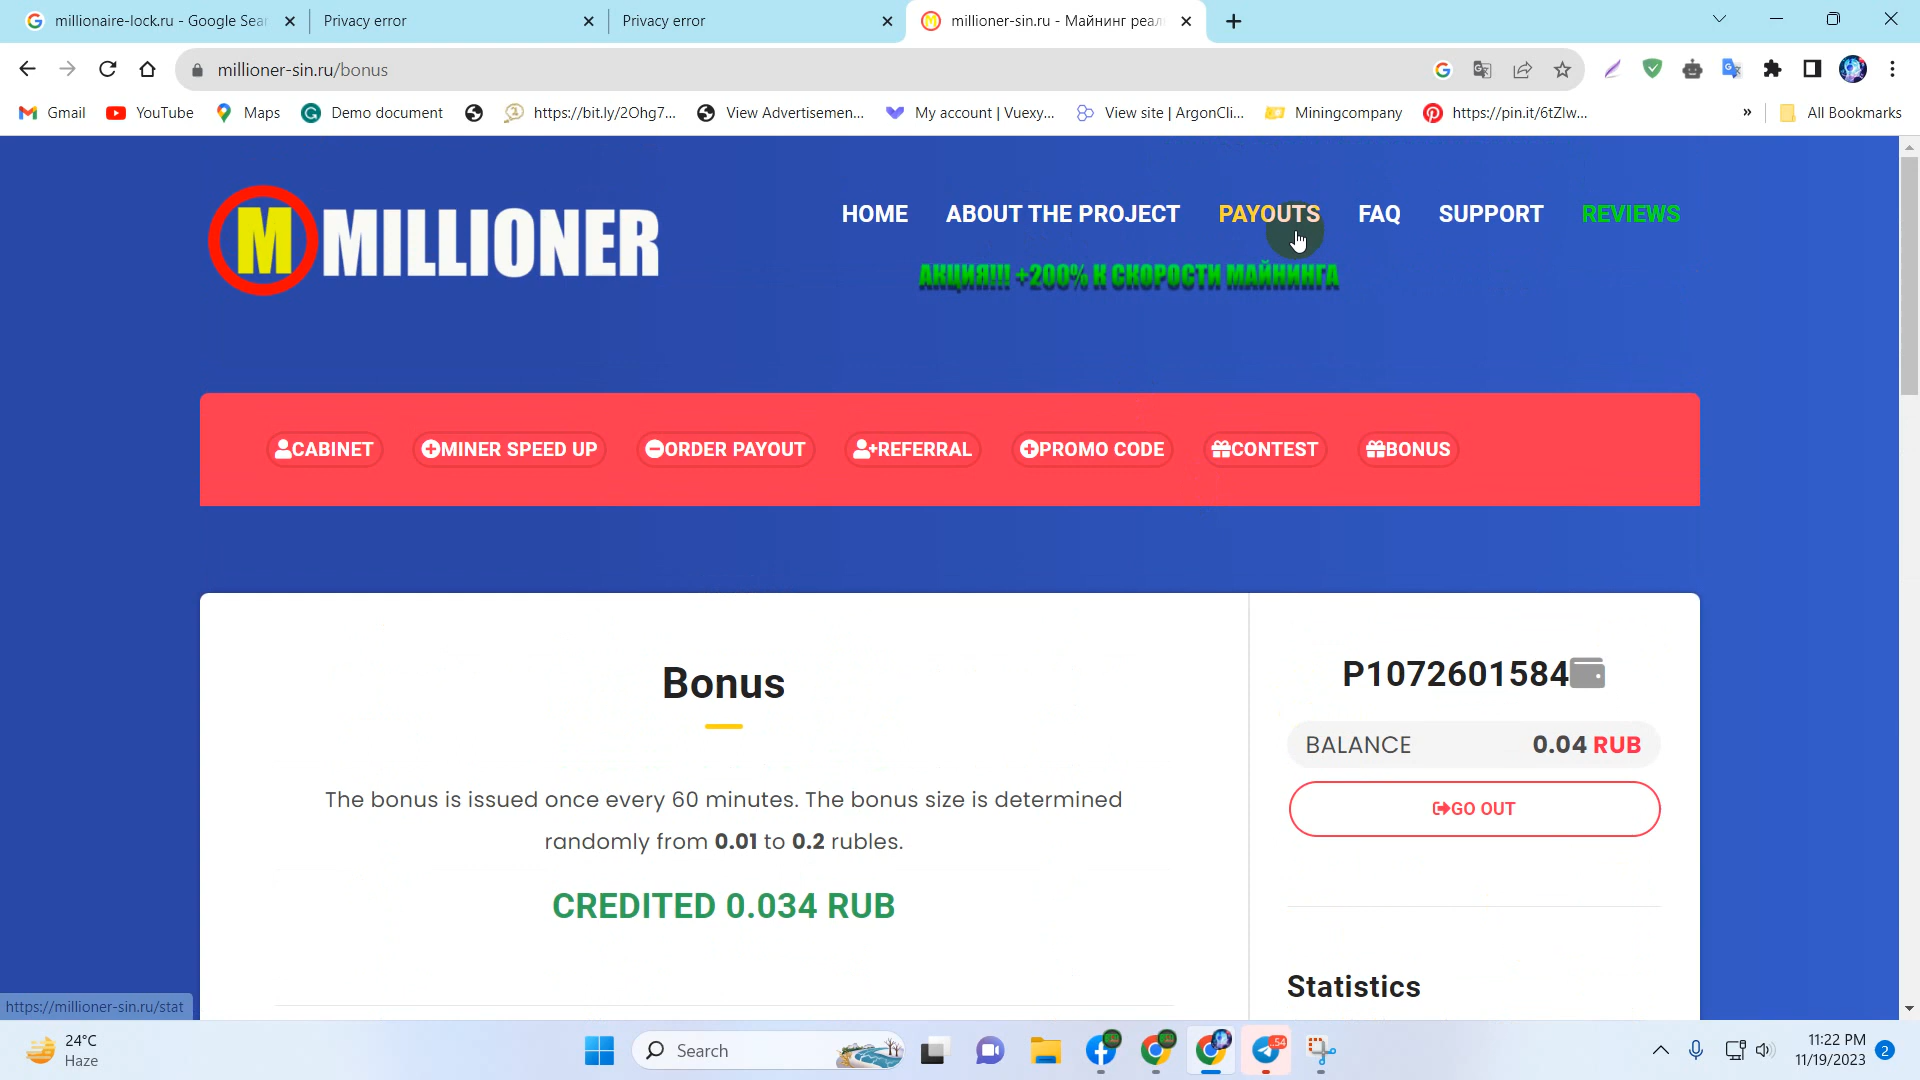 millionaire-lock.ru - Google Sea
Privacy error
Privacy error
millioner-sin.ru - Майнинг реал
millioner-sin.ru/bonus
Gmail
YouTube
Maps
Demo document
https://bit.ly/2Ohg7...
View Advertisemen...
My account | Vuexy...
View site | ArgonCli...
Miningcompany
https://pin.it/6tZlw...
»
All Bookmarks
M MILLIONER
HOME
ABOUT THE PROJECT
PAYOUTS
FAQ
SUPPORT
REVIEWS
АКЦИЯ!!! +200% К СКОРОСТИ МАЙНИНГА
CABINET
MINER SPEED UP
ORDER PAYOUT
REFERRAL
PROMO CODE
CONTEST
BONUS
Bonus
The bonus is issued once every 60 minutes. The bonus size is determined
randomly from 0.01 to 0.2 rubles.
CREDITED 0.034 RUB
P1072601584
BALANCE 0.04 RUB
GO OUT
Statistics
https://millioner-sin.ru/stat
24°C
Haze
Search
54
11:22 PM
11/19/2023
2